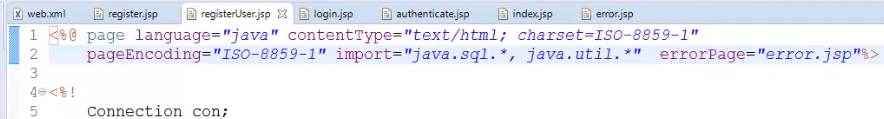 web.xml register.jsp registerUser.jsp login.jsp authenticate.jsp index.jsp error.jsp
1 <%@ page language="java" contentType="text/html; charset=ISO-8859-1"
2 pageEncoding="ISO-8859-1" import="java.sql.*, java.util.*" errorPage="error.jsp"%>
3
4 <%!
5 Connection con;